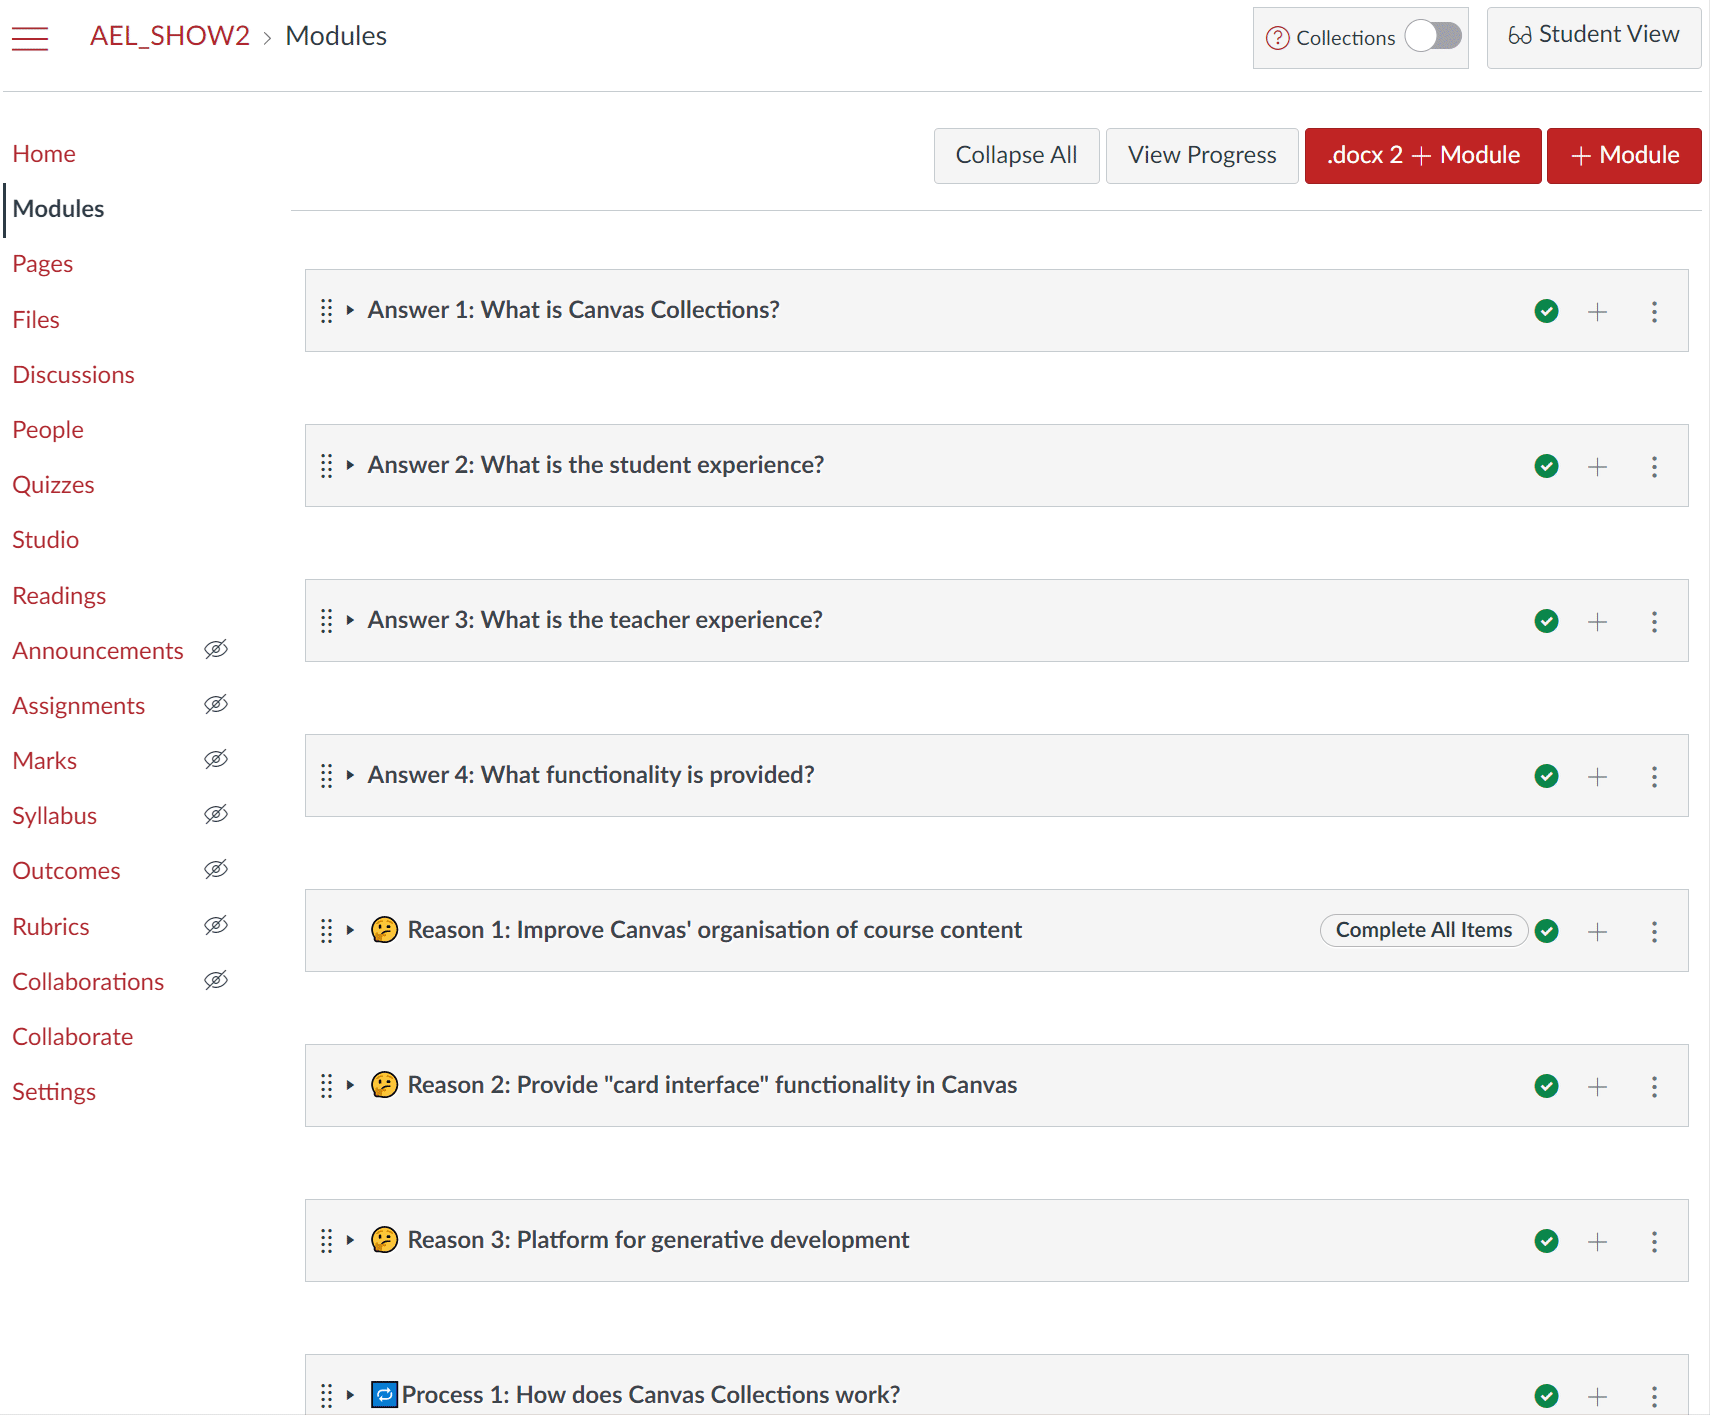 AEL_SHOW2 > Modules
Collections
Student View
Home
Modules
Pages
Files
Discussions
People
Quizzes
Studio
Readings
Announcements
Assignments
Marks
Syllabus
Outcomes
Rubrics
Collaborations
Collaborate
Settings
Collapse All
View Progress
.docx 2 + Module
+ Module
Answer 1: What is Canvas Collections?
Answer 2: What is the student experience?
Answer 3: What is the teacher experience?
Answer 4: What functionality is provided?
🤔 Reason 1: Improve Canvas' organisation of course content
Complete All Items
🤔 Reason 2: Provide "card interface" functionality in Canvas
🤔 Reason 3: Platform for generative development
🔁Process 1: How does Canvas Collections work?